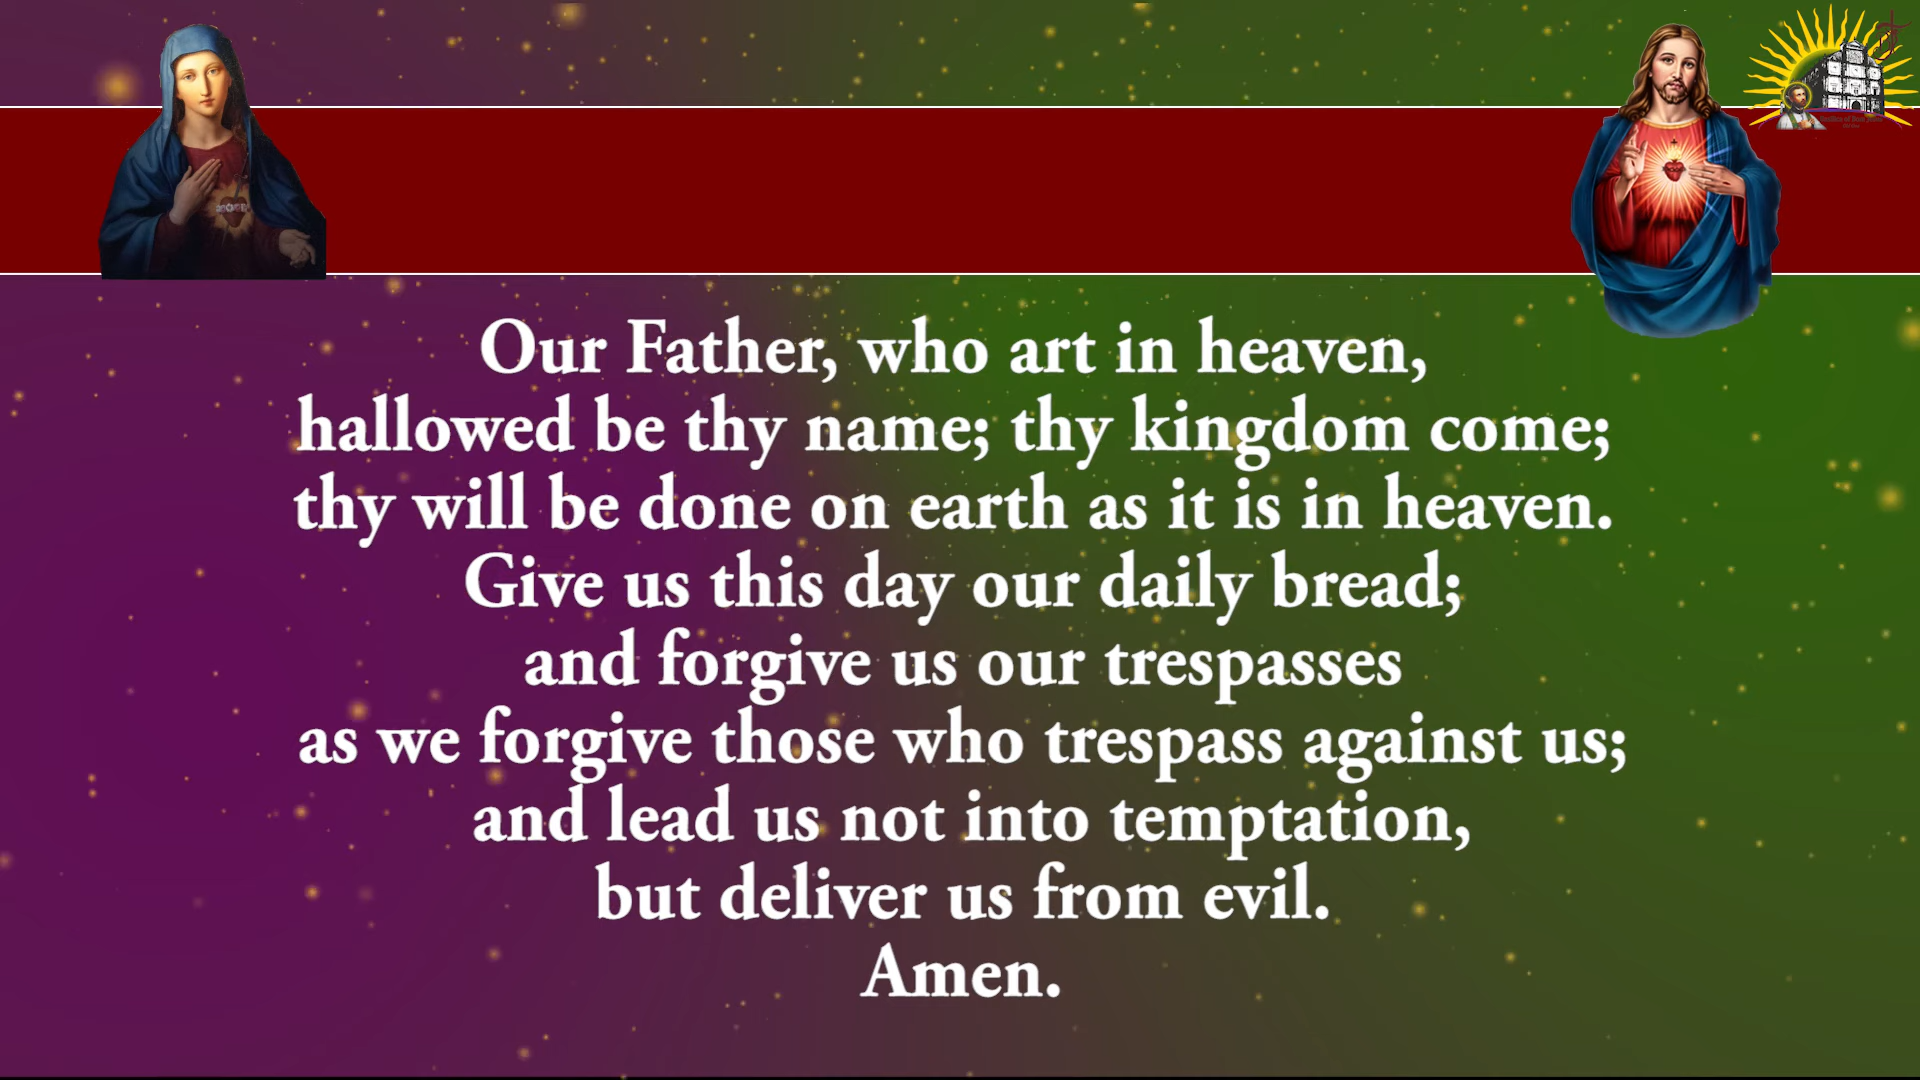 Our Father, who art in heaven,
hallowed be thy name; thy kingdom come;
thy will be done on earth as it is in heaven.
Give us this day our daily bread;
and forgive us our trespasses
as we forgive those who trespass against us;
and lead us not into temptation,
but deliver us from evil.
Amen.